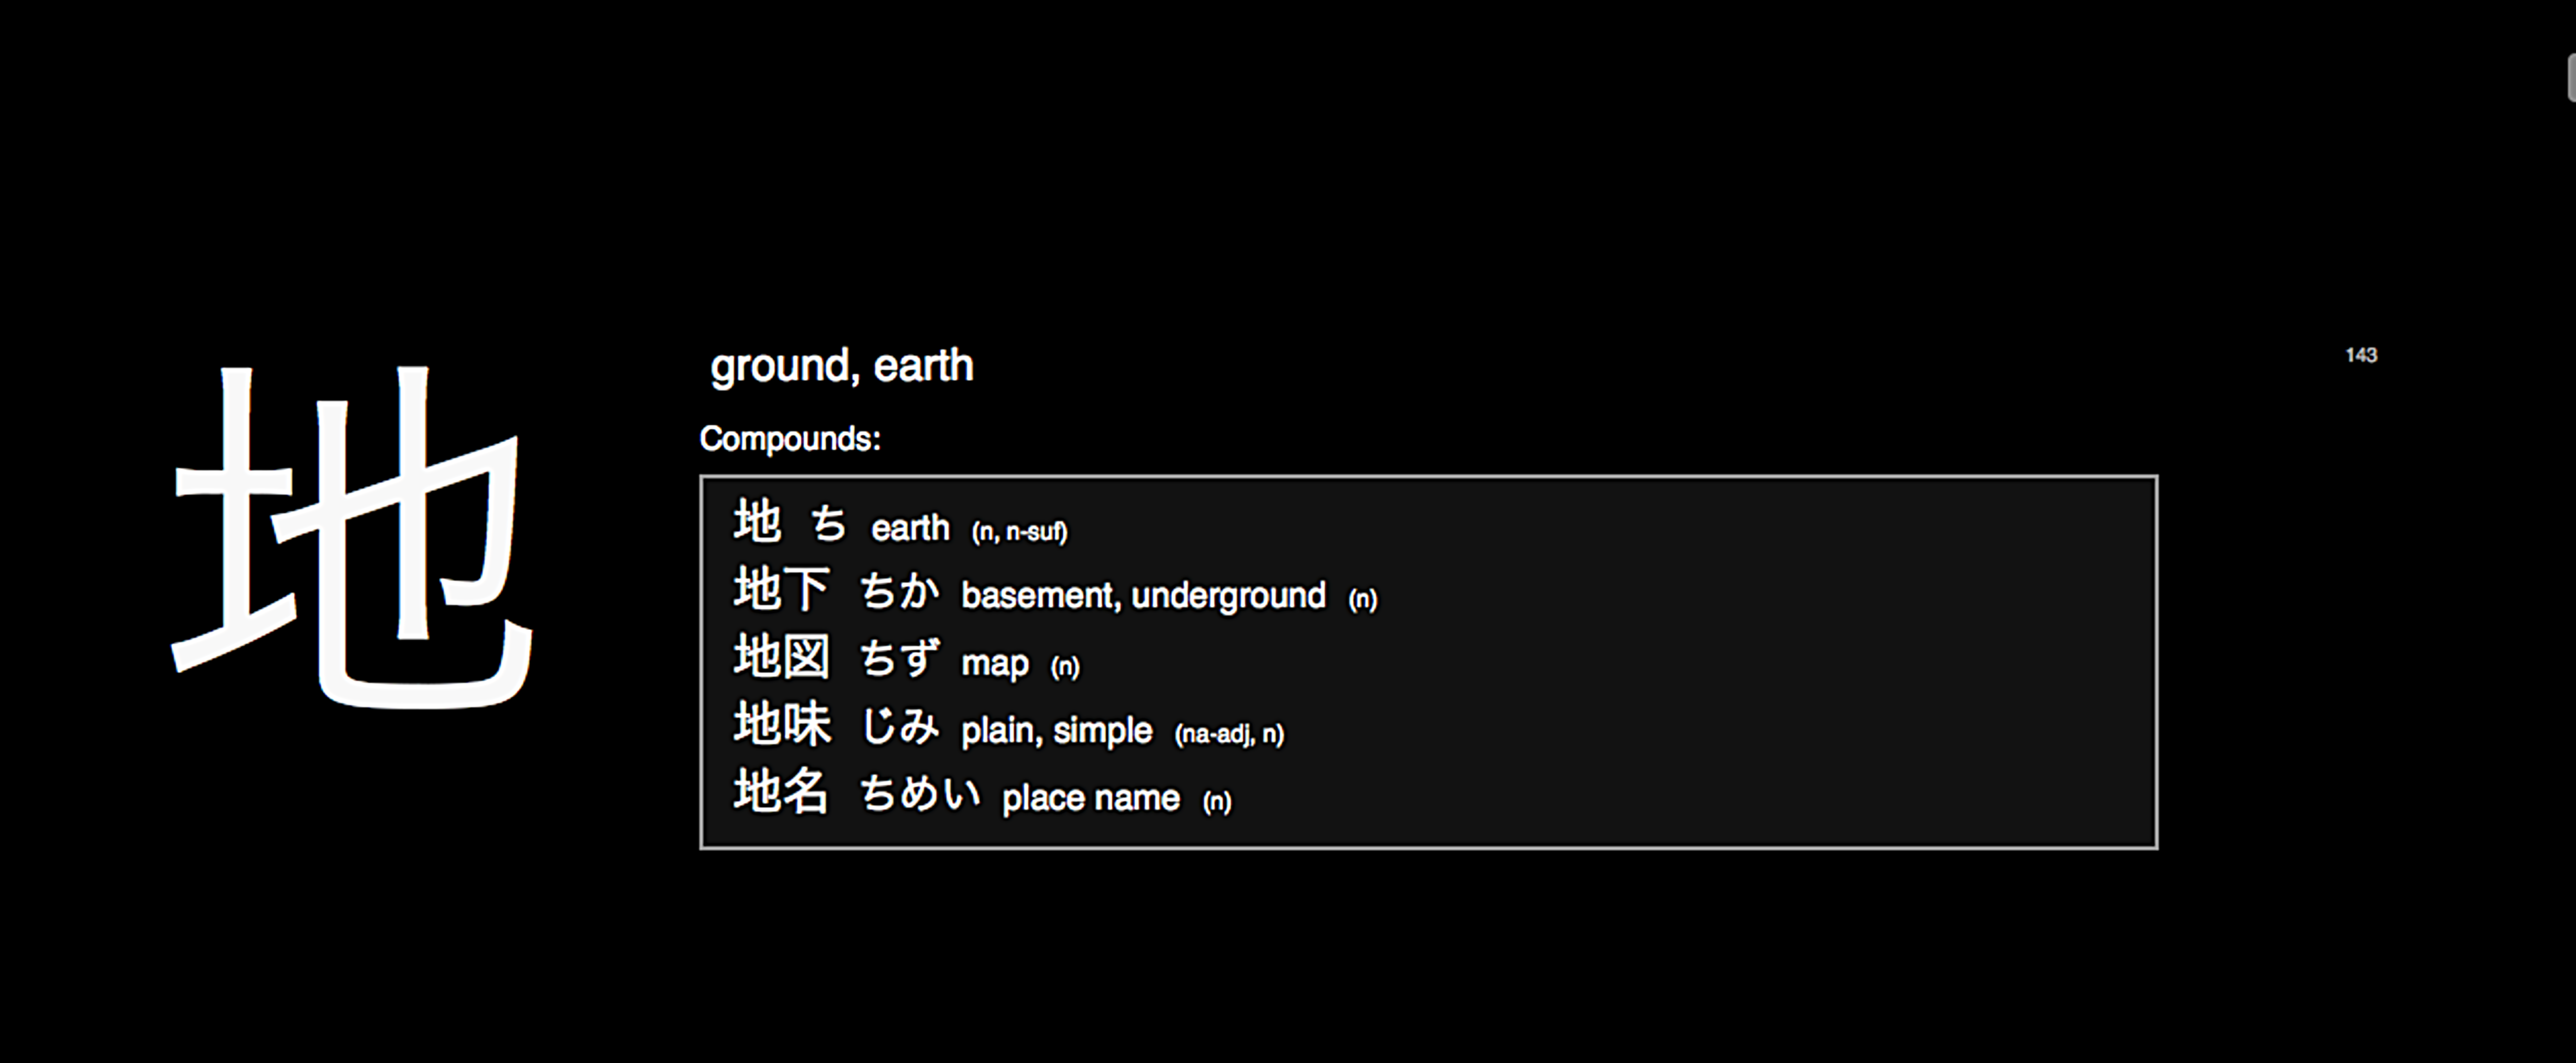 地
ground, earth
143
Compounds:
地 ち earth (n, n-suf)
地下 ちか basement, underground (n)
地図 ちず map (n)
地味 じみ plain, simple (na-adj, n)
地名 ちめい place name (n)